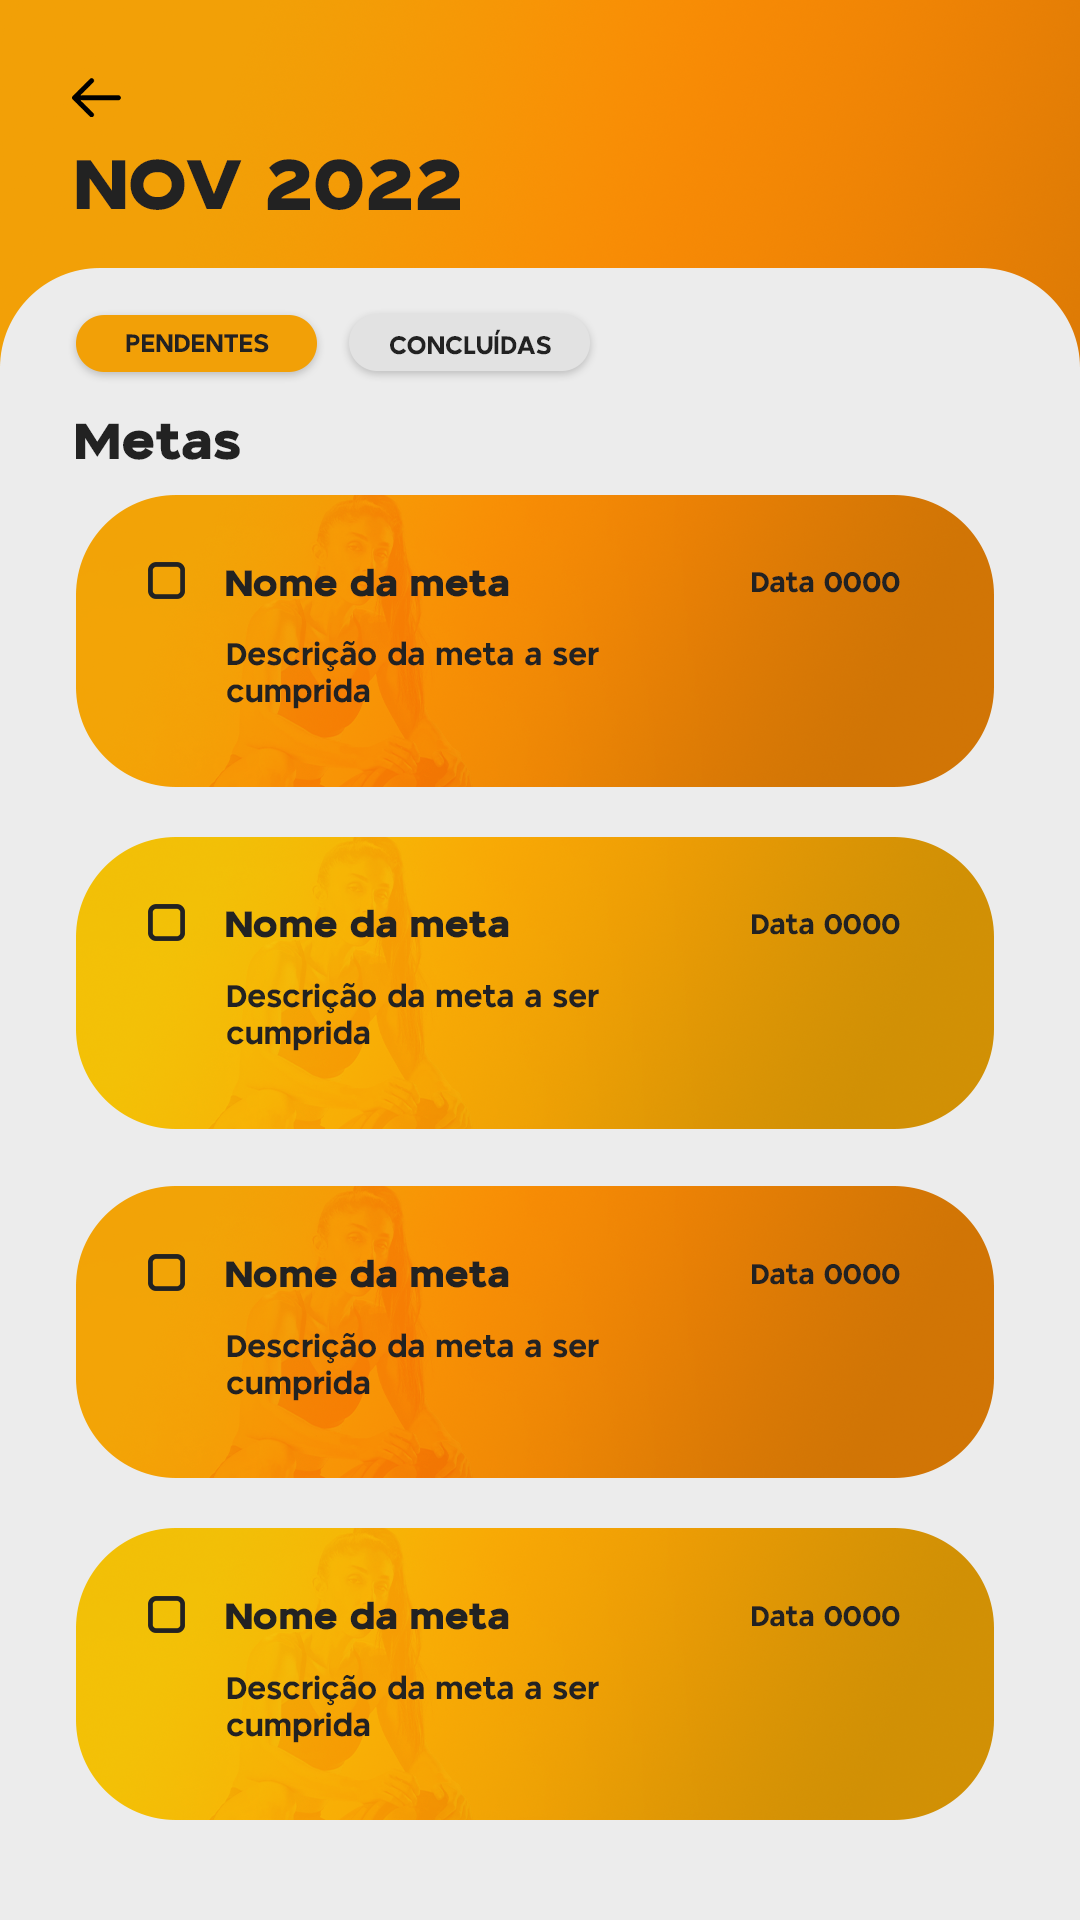 NOV 2022
PENDENTES
CONCLUÍDAS
Metas
Nome da meta
Data 0000
Descrição da meta a ser
cumprida
Nome da meta
Data 0000
Descrição da meta a ser
cumprida
Nome da meta
Data 0000
Descrição da meta a ser
cumprida
Nome da meta
Data 0000
Descrição da meta a ser
cumprida